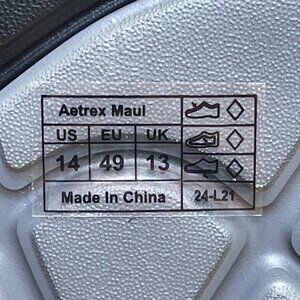 Aetrex Maui
US EU UK
14 49 13
Made In China 24-L21